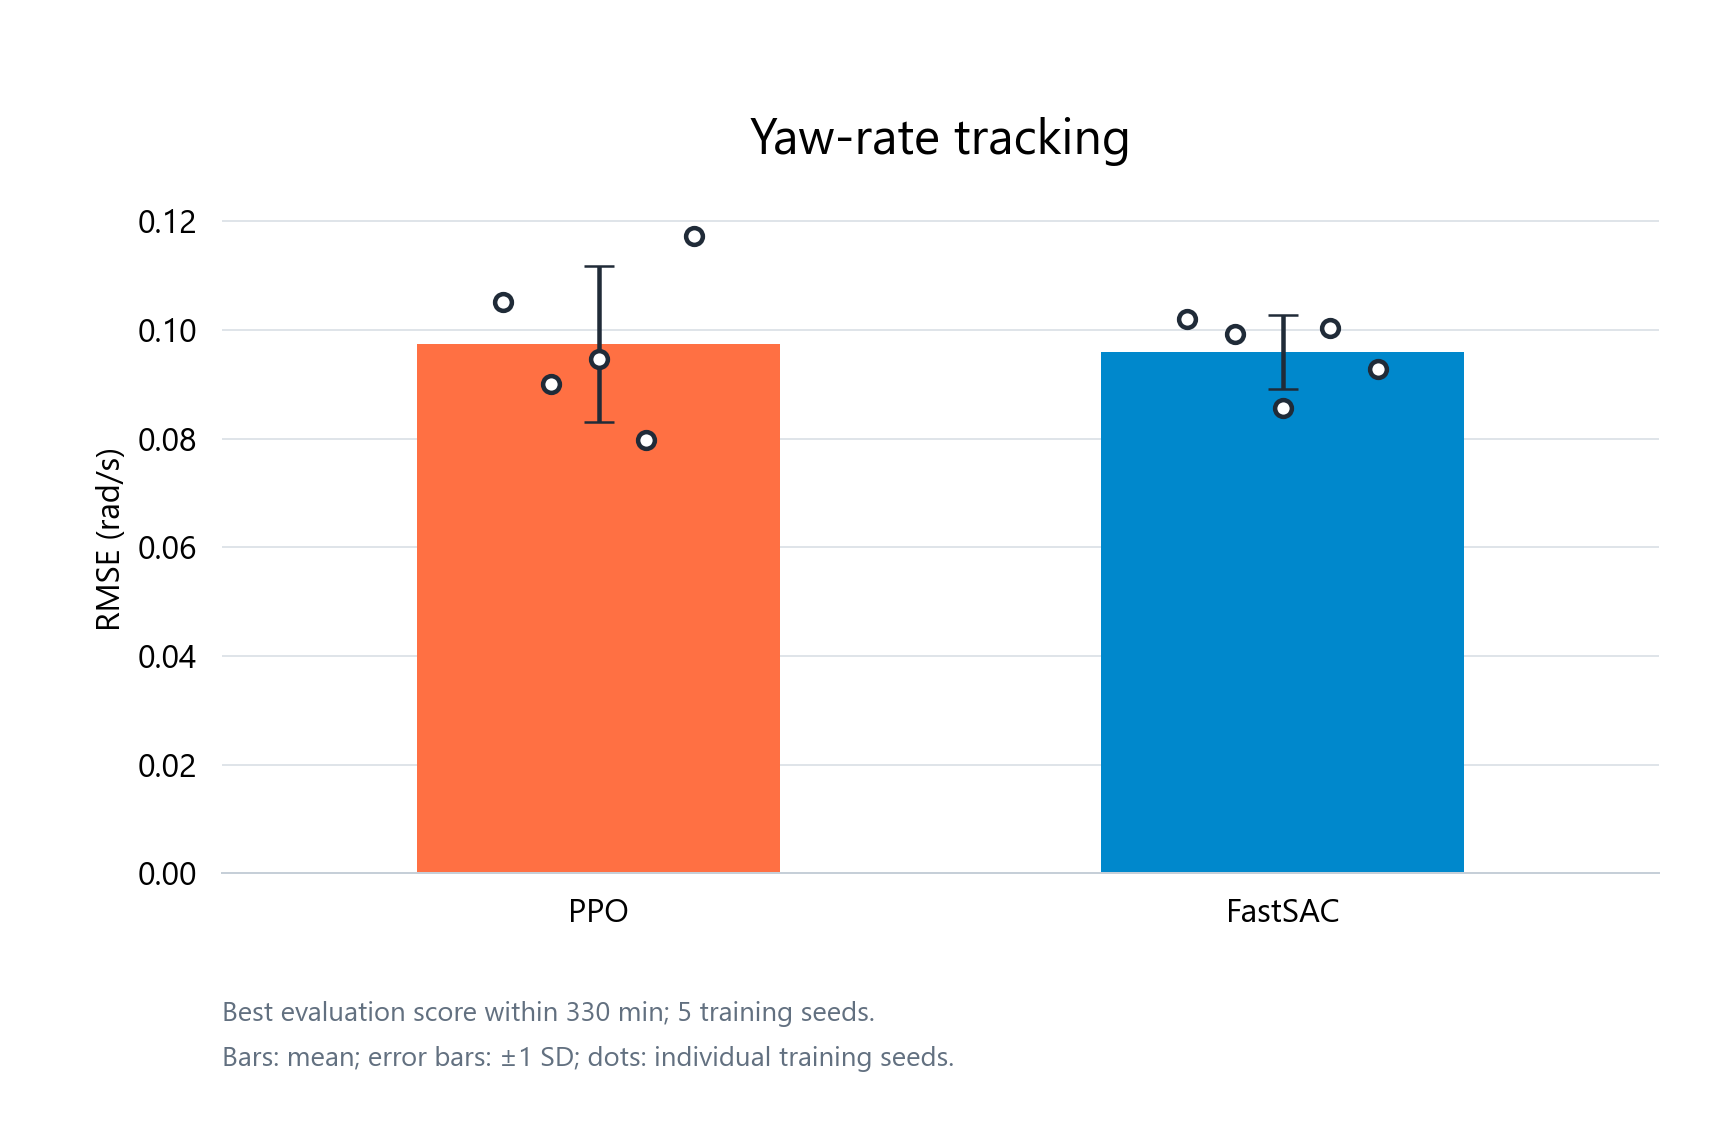 Yaw-rate tracking
RMSE (rad/s)
0.12
0.10
0.08
0.06
0.04
0.02
0.00
PPO
FastSAC
Best evaluation score within 330 min; 5 training seeds.
Bars: mean; error bars: ±1 SD; dots: individual training seeds.